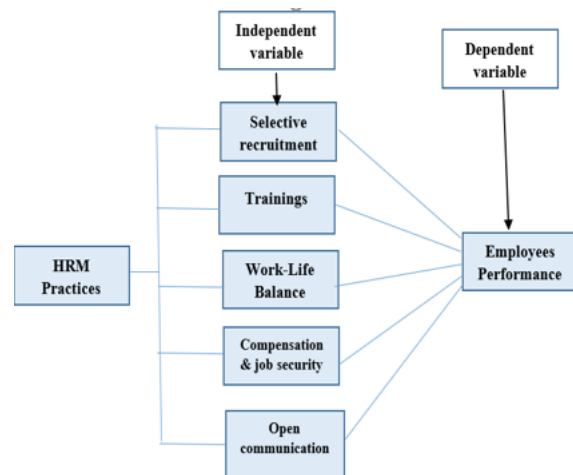 Independent
variable
Dependent
variable
Selective
recruitment
Trainings
HRM
Practices
Work-Life
Balance
Employees
Performance
Compensation
& job security
Open
communication